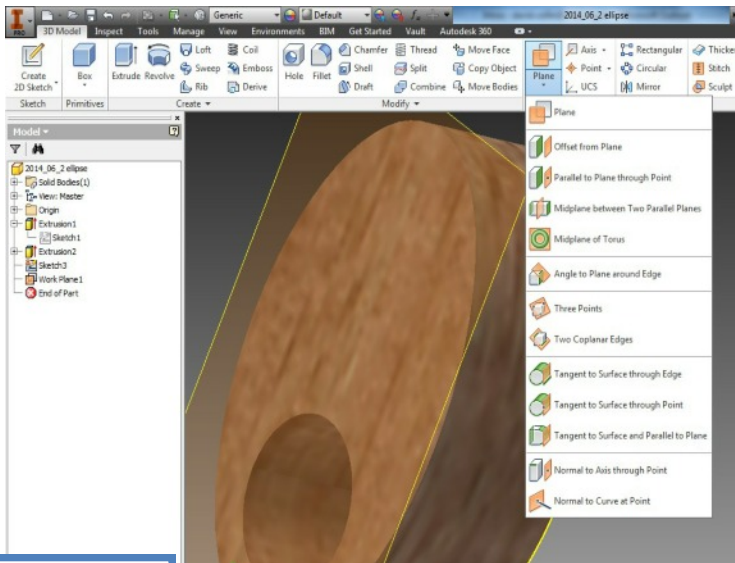 Generic
Default
2014_06_2 ellipse
PRO
3D Model Inspect Tools Manage View Environments BIM Get Started Vault Autodesk 360
Create
2D Sketch
Box
Extrude Revolve
Loft
Sweep
Rib
Coil
Emboss
Derive
Hole Fillet
Chamfer
Shell
Draft
Thread
Split
Combine
Move Face
Copy Object
Move Bodies
Plane
Axis
Point
UCS
Rectangular
Circular
Mirror
Thicke
Stitch
Sculpt
Sketch Primitives Create Modify
Model
2014_06_2 ellipse
Solid Bodies(1)
View: Master
Origin
Extrusion1
Sketch1
Extrusion2
Sketch3
Work Plane1
End of Part
Plane
Offset from Plane
Parallel to Plane through Point
Midplane between Two Parallel Planes
Midplane of Torus
Angle to Plane around Edge
Three Points
Two Coplanar Edges
Tangent to Surface through Edge
Tangent to Surface through Point
Tangent to Surface and Parallel to Plane
Normal to Axis through Point
Normal to Curve at Point